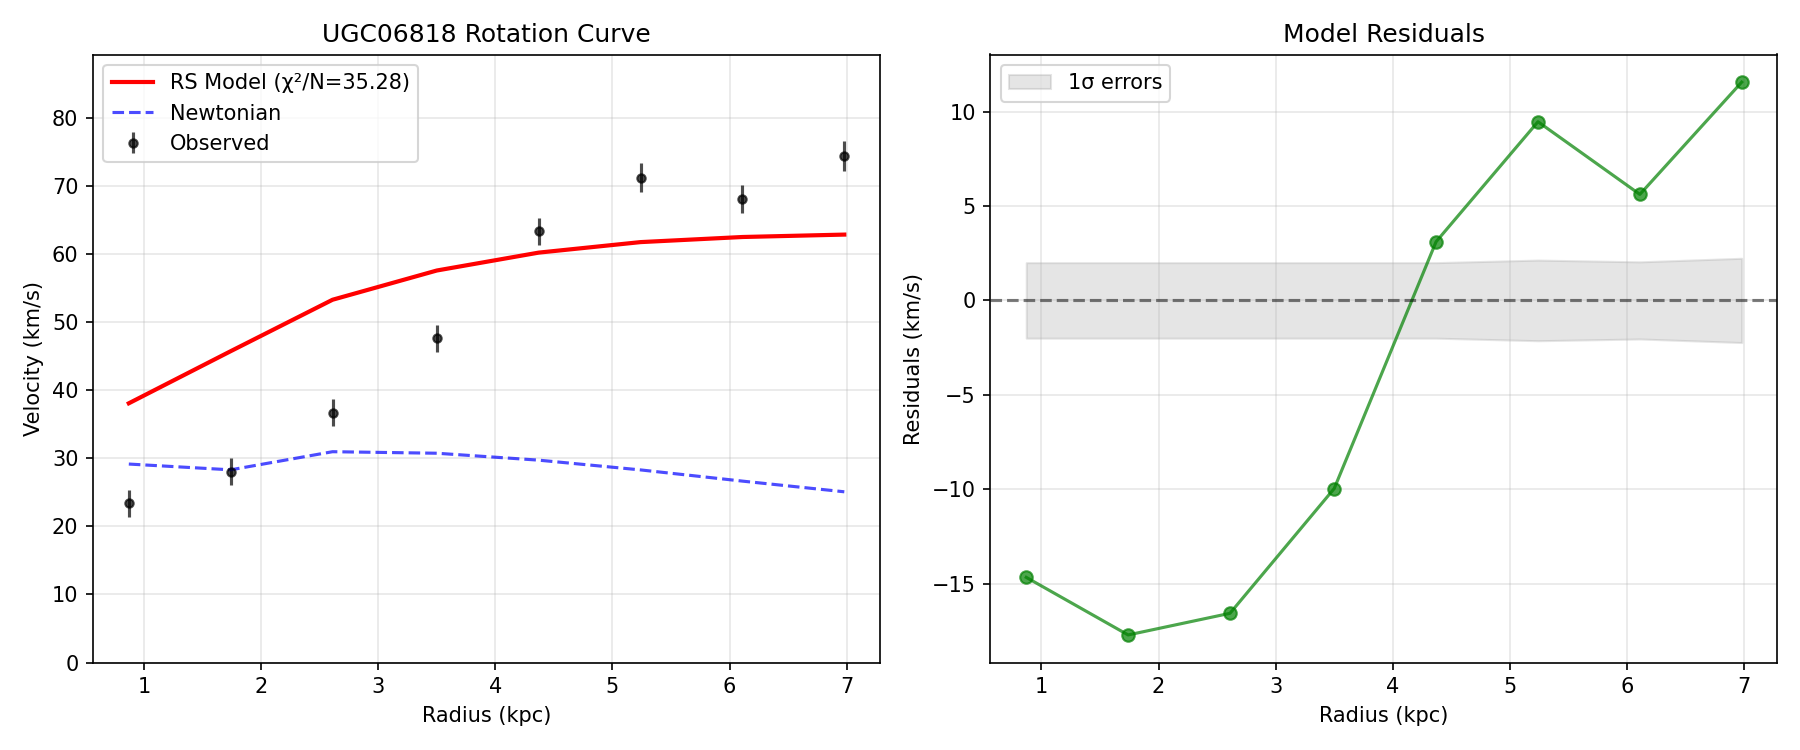 UGC06818 Rotation Curve
RS Model (χ²/N=35.28)
Newtonian
Observed
Velocity (km/s)
80
70
60
50
40
30
20
10
0
1 2 3 4 5 6 7
Radius (kpc)
Model Residuals
1σ errors
Residuals (km/s)
10
5
0
−5
−10
−15
1 2 3 4 5 6 7
Radius (kpc)